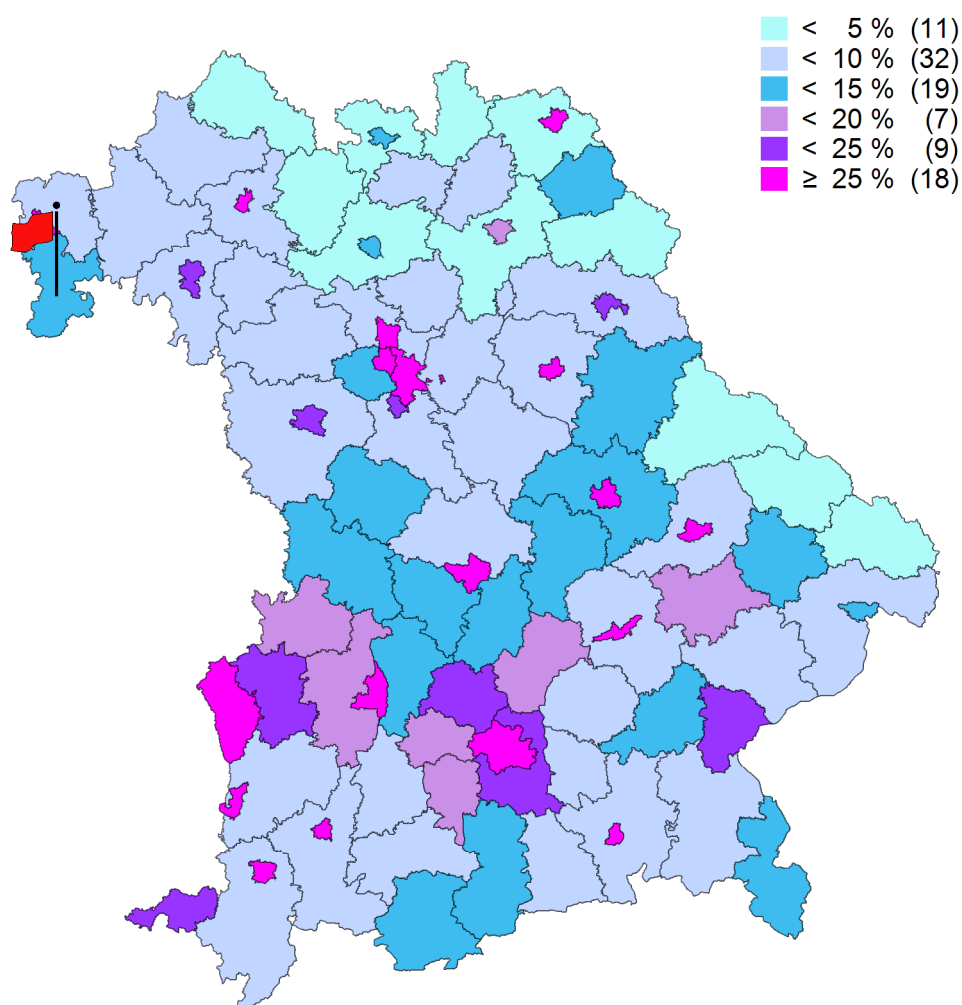 < 5 % (11)
< 10 % (32)
< 15 % (19)
< 20 % (7)
< 25 % (9)
≥ 25 % (18)